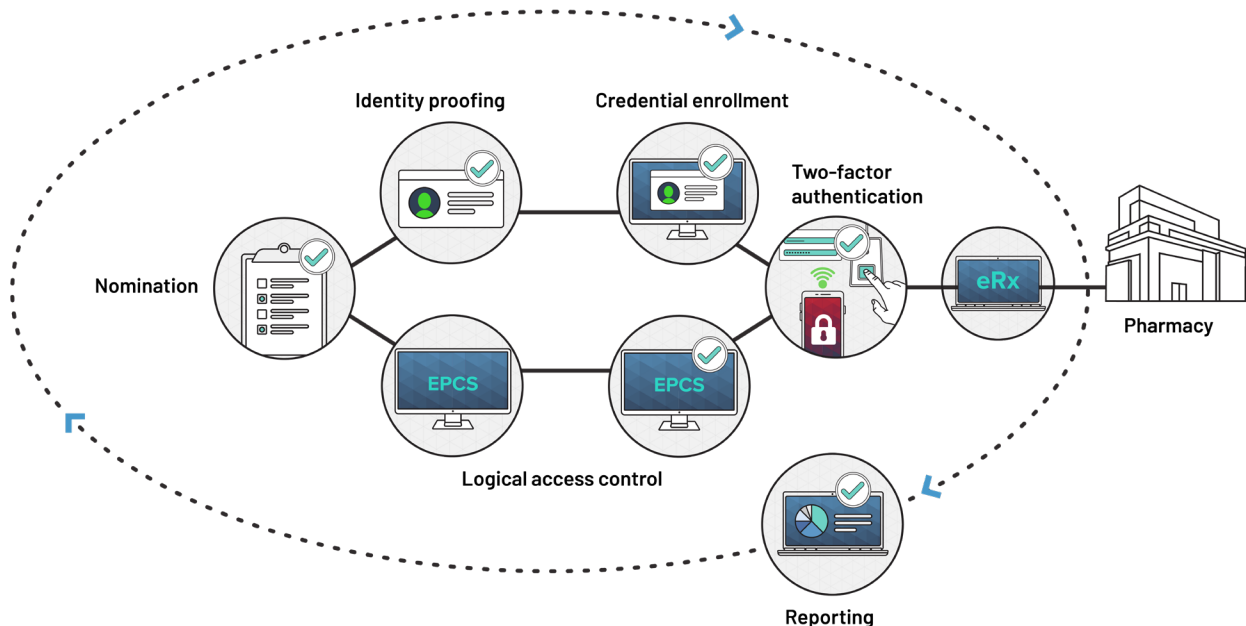 Identity proofing
Credential enrollment
Two-factor
authentication
Nomination
eRx
Pharmacy
EPCS
EPCS
Logical access control
Reporting